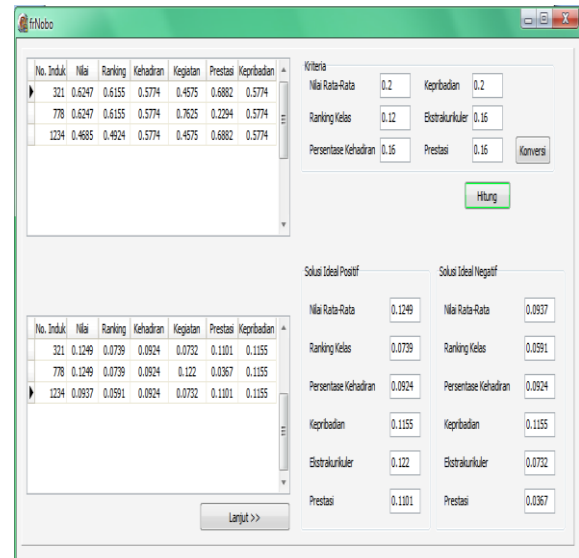 frNobo
No. Induk Nilai Ranking Kehadiran Kegiatan Prestasi Kepribadian
321 0.6247 0.6155 0.5774 0.4575 0.6882 0.5774
778 0.6247 0.6155 0.5774 0.7625 0.2294 0.5774
1234 0.4685 0.4924 0.5774 0.4575 0.6882 0.5774
Kriteria
Nilai Rata-Rata 0.2 Kepribadian 0.2
Ranking Kelas 0.12 Ekstrakurikuler 0.16
Persentase Kehadiran 0.16 Prestasi 0.16 Konversi
Hitung
No. Induk Nilai Ranking Kehadiran Kegiatan Prestasi Kepribadian
321 0.1249 0.0739 0.0924 0.0732 0.1101 0.1155
778 0.1249 0.0739 0.0924 0.122 0.0367 0.1155
1234 0.0937 0.0591 0.0924 0.0732 0.1101 0.1155
Lanjut >>
Solusi Ideal Positif
Nilai Rata-Rata 0.1249
Ranking Kelas 0.0739
Persentase Kehadiran 0.0924
Kepribadian 0.1155
Ekstrakurikuler 0.122
Prestasi 0.1101
Solusi Ideal Negatif
Nilai Rata-Rata 0.0937
Ranking Kelas 0.0591
Persentase Kehadiran 0.0924
Kepribadian 0.1155
Ekstrakurikuler 0.0732
Prestasi 0.0367